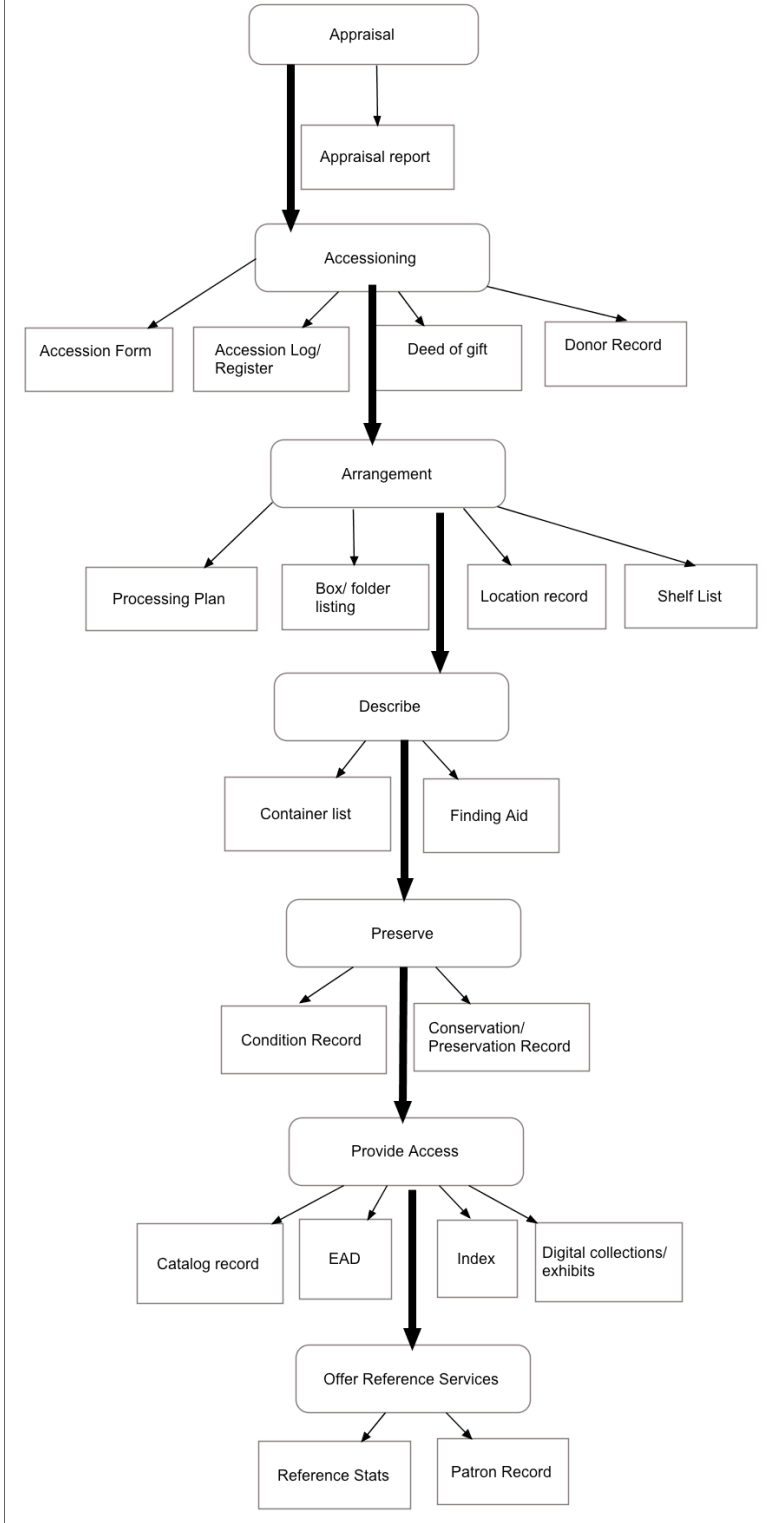 Appraisal
Appraisal report
Accessioning
Accession Form
Accession Log/
Register
Deed of gift
Donor Record
Arrangement
Processing Plan
Box/ folder
listing
Location record
Shelf List
Describe
Container list
Finding Aid
Preserve
Condition Record
Conservation/
Preservation Record
Provide Access
Catalog record
EAD
Index
Digital collections/
exhibits
Offer Reference Services
Reference Stats
Patron Record